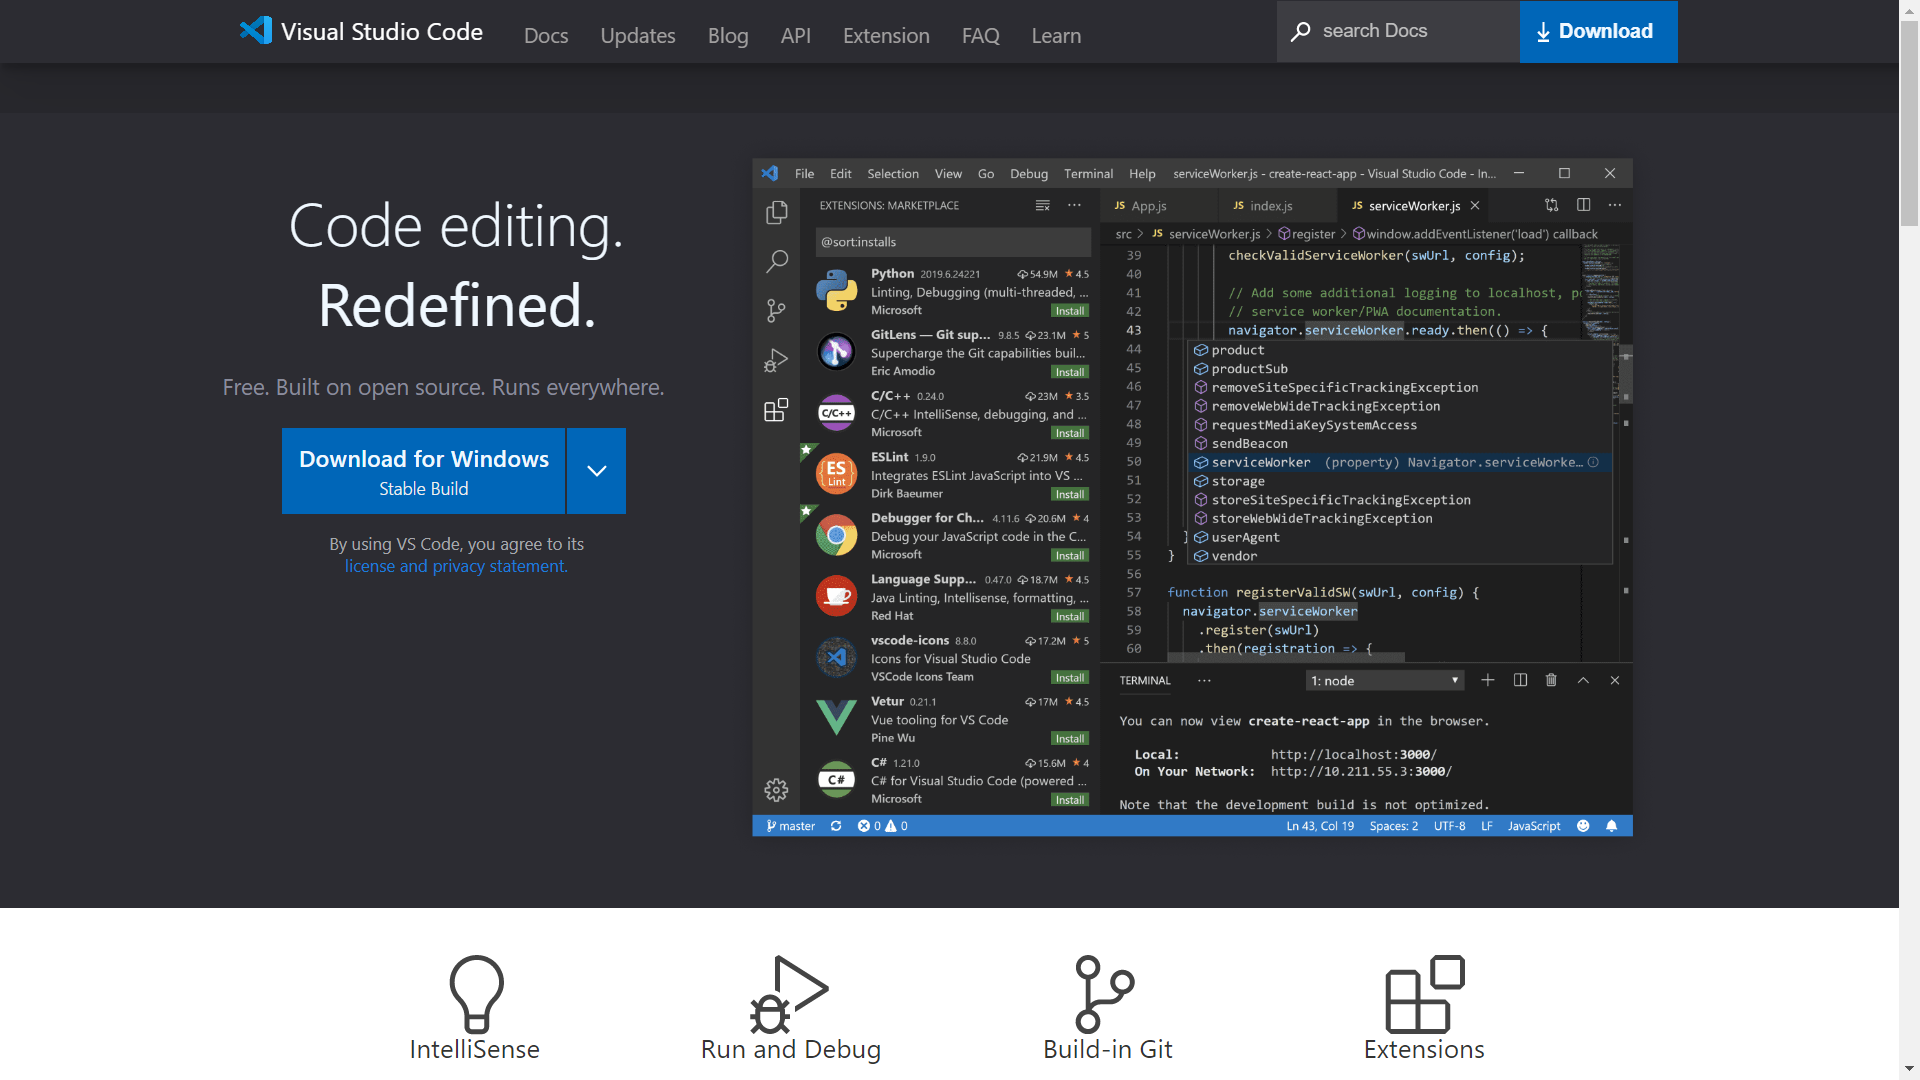 Visual Studio Code
Docs
Updates
Blog
API
Extension
FAQ
Learn
search Docs
Download
Code editing.
Redefined.
Free. Built on open source. Runs everywhere.
Download for Windows
Stable Build
By using VS Code, you agree to its
license and privacy statement.
File Edit Selection View Go Debug Terminal Help serviceWorker.js - create-react-app - Visual Studio Code - In...
EXTENSIONS: MARKETPLACE
@sort:installs
Python 2019.6.24221 54.9M 4.5
Linting, Debugging (multi-threaded, ...
Microsoft Install
GitLens — Git sup... 9.8.5 23.1M 5
Supercharge the Git capabilities buil...
Eric Amodio Install
C/C++ 0.24.0 23M 3.5
C/C++ IntelliSense, debugging, and ...
Microsoft Install
C/C++
ESLint 1.9.0 21.9M 4.5
Integrates ESLint JavaScript into VS ...
Dirk Baeumer Install
ES
Lint
Debugger for Ch... 4.11.6 20.6M 4
Debug your JavaScript code in the C...
Microsoft Install
Language Supp... 0.47.0 18.7M 4.5
Java Linting, Intellisense, formatting, ...
Red Hat Install
vscode-icons 8.8.0 17.2M 5
Icons for Visual Studio Code
VSCode Icons Team Install
Vetur 0.21.1 17M 4.5
Vue tooling for VS Code
Pine Wu Install
C# 1.21.0 15.6M 4
C# for Visual Studio Code (powered ...
Microsoft Install
C#
JS App.js JS index.js JS serviceWorker.js
src > JS serviceWorker.js > register > window.addEventListener('load') callback
39 checkValidServiceWorker(swUrl, config);
40
41 // Add some additional logging to localhost, po
42 // service worker/PWA documentation.
43 navigator.serviceWorker.ready.then(() => {
44 product
45 productSub
46 removeSiteSpecificTrackingException
47 removeWebWideTrackingException
48 requestMediaKeySystemAccess
49 sendBeacon
50 serviceWorker (property) Navigator.serviceWorke...
51 storage
52 storeSiteSpecificTrackingException
53 storeWebWideTrackingException
54 } userAgent
55 } vendor
56
57 function registerValidSW(swUrl, config) {
58 navigator.serviceWorker
59 .register(swUrl)
60 .then(registration => {
TERMINAL ... 1: node
You can now view create-react-app in the browser.
Local: http://localhost:3000/
On Your Network: http://10.211.55.3:3000/
Note that the development build is not optimized.
master 0 0 Ln 43, Col 19 Spaces: 2 UTF-8 LF JavaScript
IntelliSense
Run and Debug
Build-in Git
Extensions